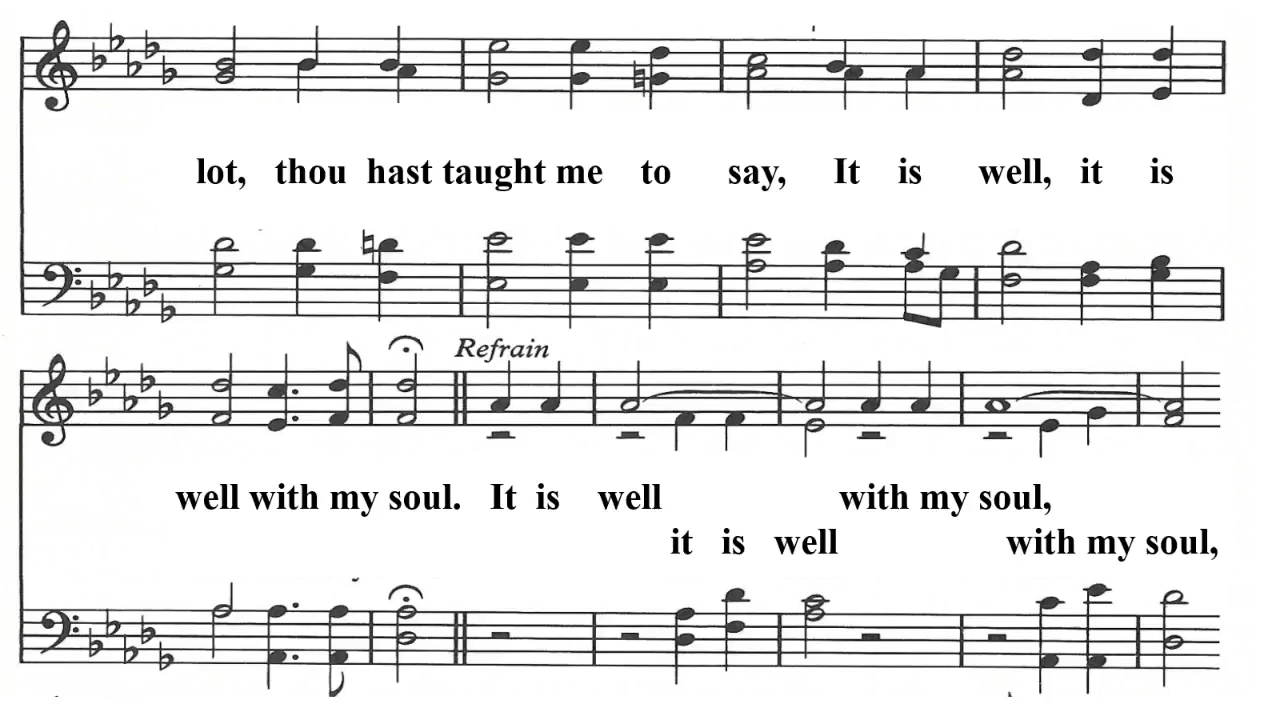 lot, thou hast taught me to say, It is well, it is
Refrain
well with my soul. It is well with my soul,
it is well with my soul,